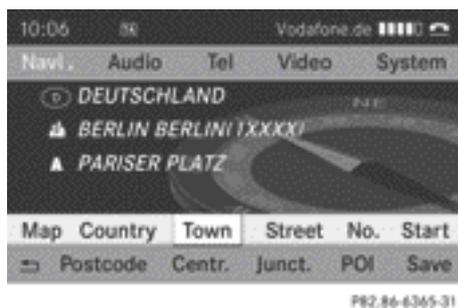 10:06 Vodafone.de
Navi. Audio Tel Video System
D DEUTSCHLAND
BERLIN BERLIN(1XXXX)
PARISER PLATZ
NE
Map Country Town Street No. Start
Postcode Centr. Junct. POI Save
P82.86-6365-31